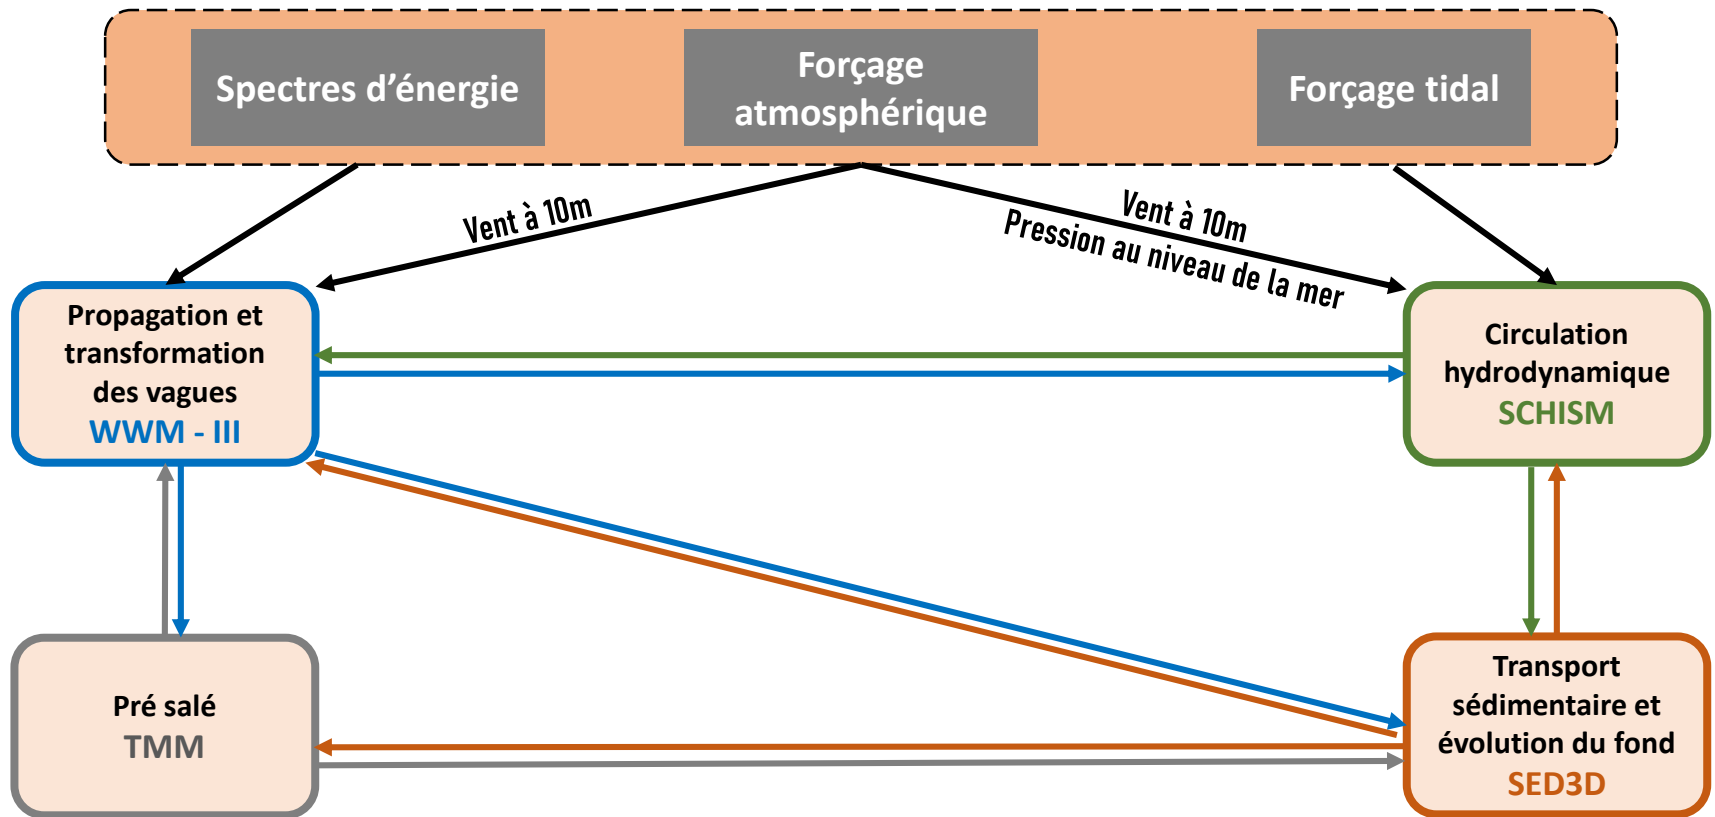 Spectres d'énergie
Forçage
atmosphérique
Forçage tidal
Vent à 10m
Vent à 10m
Pression au niveau de la mer
Propagation et
transformation
des vagues
WWM - III
Circulation
hydrodynamique
SCHISM
Pré salé
TMM
Transport
sédimentaire et
évolution du fond
SED3D